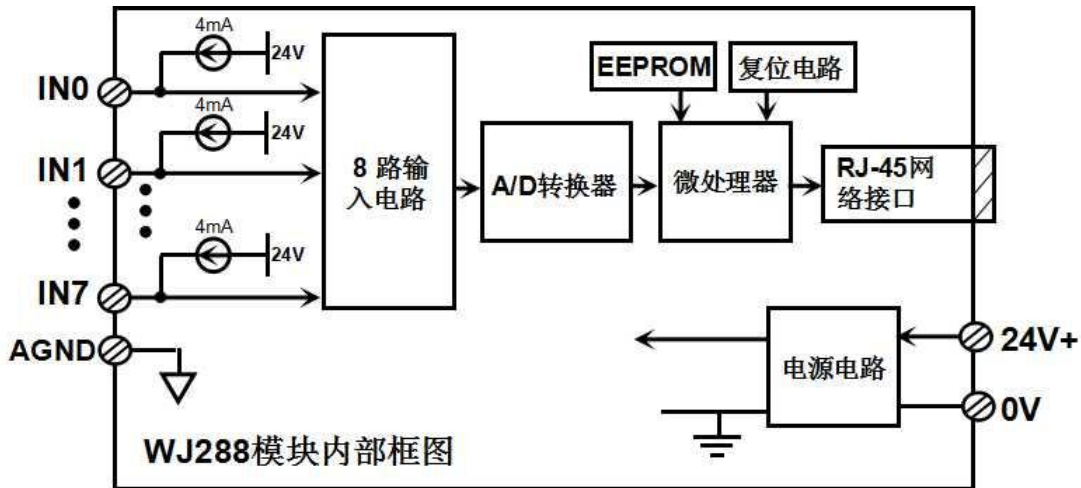 4mA
24V
IN0
4mA
24V
IN1
4mA
24V
IN7
AGND
8 路输
入电路
A/D转换器
EEPROM
复位电路
微处理器
RJ-45网
络接口
电源电路
24V+
0V
WJ288模块内部框图